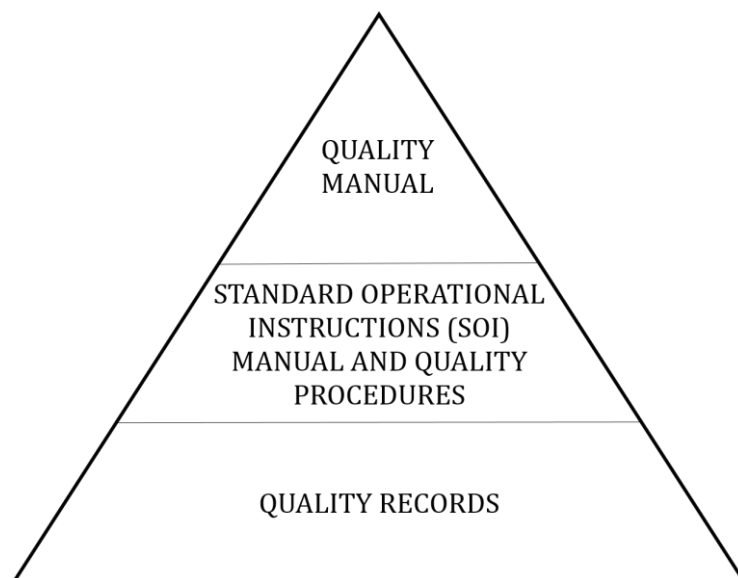 QUALITY
MANUAL
STANDARD OPERATIONAL
INSTRUCTIONS (SOI)
MANUAL AND QUALITY
PROCEDURES
QUALITY RECORDS